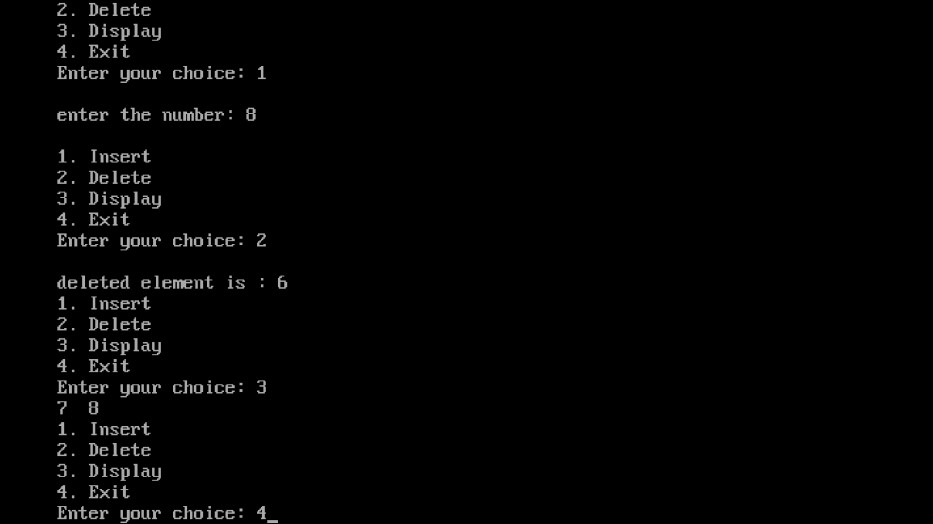 2. Delete
3. Display
4. Exit
Enter your choice: 1
enter the number: 8
1. Insert
2. Delete
3. Display
4. Exit
Enter your choice: 2
deleted element is : 6
1. Insert
2. Delete
3. Display
4. Exit
Enter your choice: 3
7  8
1. Insert
2. Delete
3. Display
4. Exit
Enter your choice: 4_